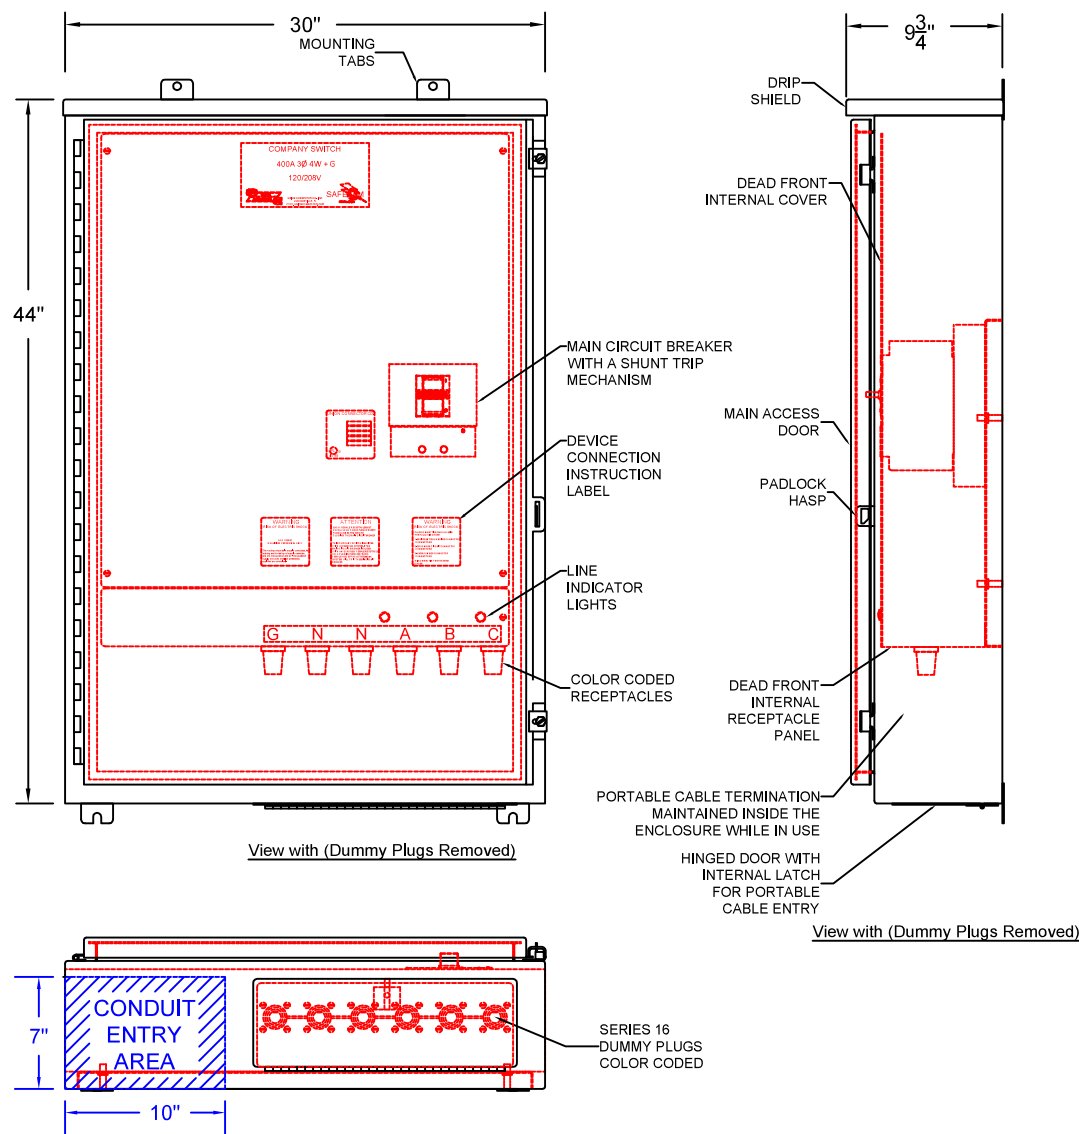 30"
MOUNTING
TABS
44"
COMPANY SWITCH
400A 3Ø 4W + G
120/208V
MAIN CIRCUIT BREAKER
WITH A SHUNT TRIP
MECHANISM
DEVICE
CONNECTION
INSTRUCTION
LABEL
WARNING
ATTENTION
WARNING
LINE
INDICATOR
LIGHTS
G N N A B C
COLOR CODED
RECEPTACLES
View with (Dummy Plugs Removed)
9 3/4"
DRIP
SHIELD
DEAD FRONT
INTERNAL COVER
MAIN ACCESS
DOOR
PADLOCK
HASP
DEAD FRONT
INTERNAL
RECEPTACLE
PANEL
PORTABLE CABLE TERMINATION
MAINTAINED INSIDE THE
ENCLOSURE WHILE IN USE
HINGED DOOR WITH
INTERNAL LATCH
FOR PORTABLE
CABLE ENTRY
View with (Dummy Plugs Removed)
7"
CONDUIT
ENTRY
AREA
10"
SERIES 16
DUMMY PLUGS
COLOR CODED